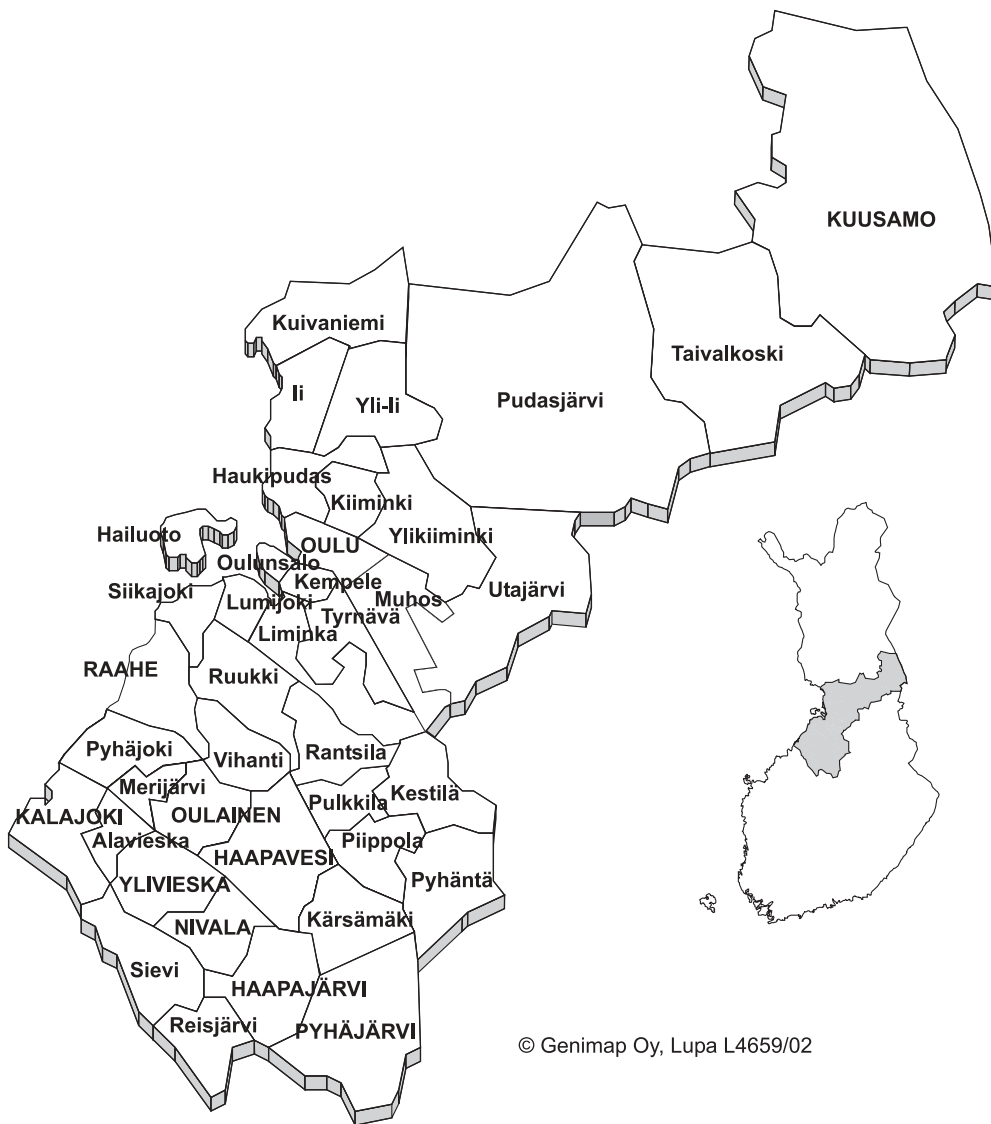 KUUSAMO
Kuivaniemi
Taivalkoski
Ii
Yli-Ii
Pudasjärvi
Haukipudas
Kiiminki
Hailuoto
OULU
Ylikiiminki
Oulunsalo
Kempele
Siikajoki
Lumijoki
Muhos
Utajärvi
Tyrnävä
Liminka
RAAHE
Ruukki
Pyhäjoki
Vihanti
Rantsila
Merijärvi
Pulkkila
Kestilä
KALAJOKI
OULAINEN
Alavieska
Piippola
HAAPAVESI
YLIVIESKA
Pyhäntä
NIVALA
Kärsämäki
Sievi
HAAPAJÄRVI
Reisjärvi
PYHÄJÄRVI
© Genimap Oy, Lupa L4659/02